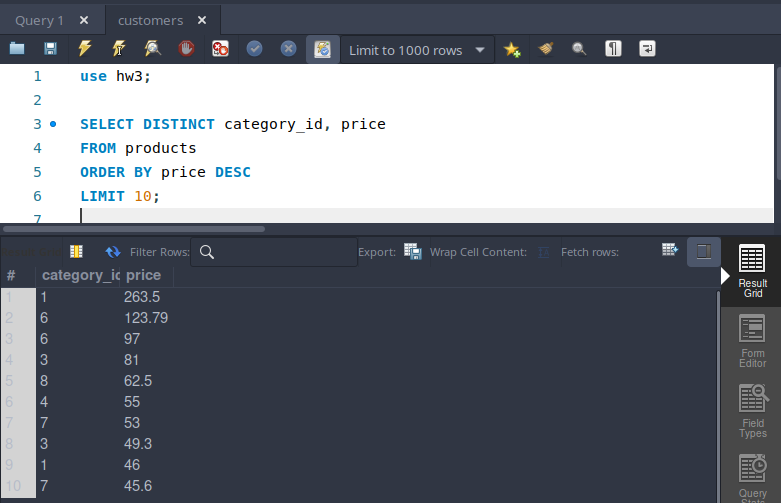 Query 1 customers
Limit to 1000 rows
1 use hw3;
2
3 SELECT DISTINCT category_id, price
4 FROM products
5 ORDER BY price DESC
6 LIMIT 10;
7
Filter Rows: Export: Wrap Cell Content: Fetch rows:
# category_id price
1 1 263.5
2 6 123.79
3 6 97
4 3 81
5 8 62.5
6 4 55
7 7 53
8 3 49.3
9 1 46
10 7 45.6
Result
Grid
Form
Editor
Field
Types
Query